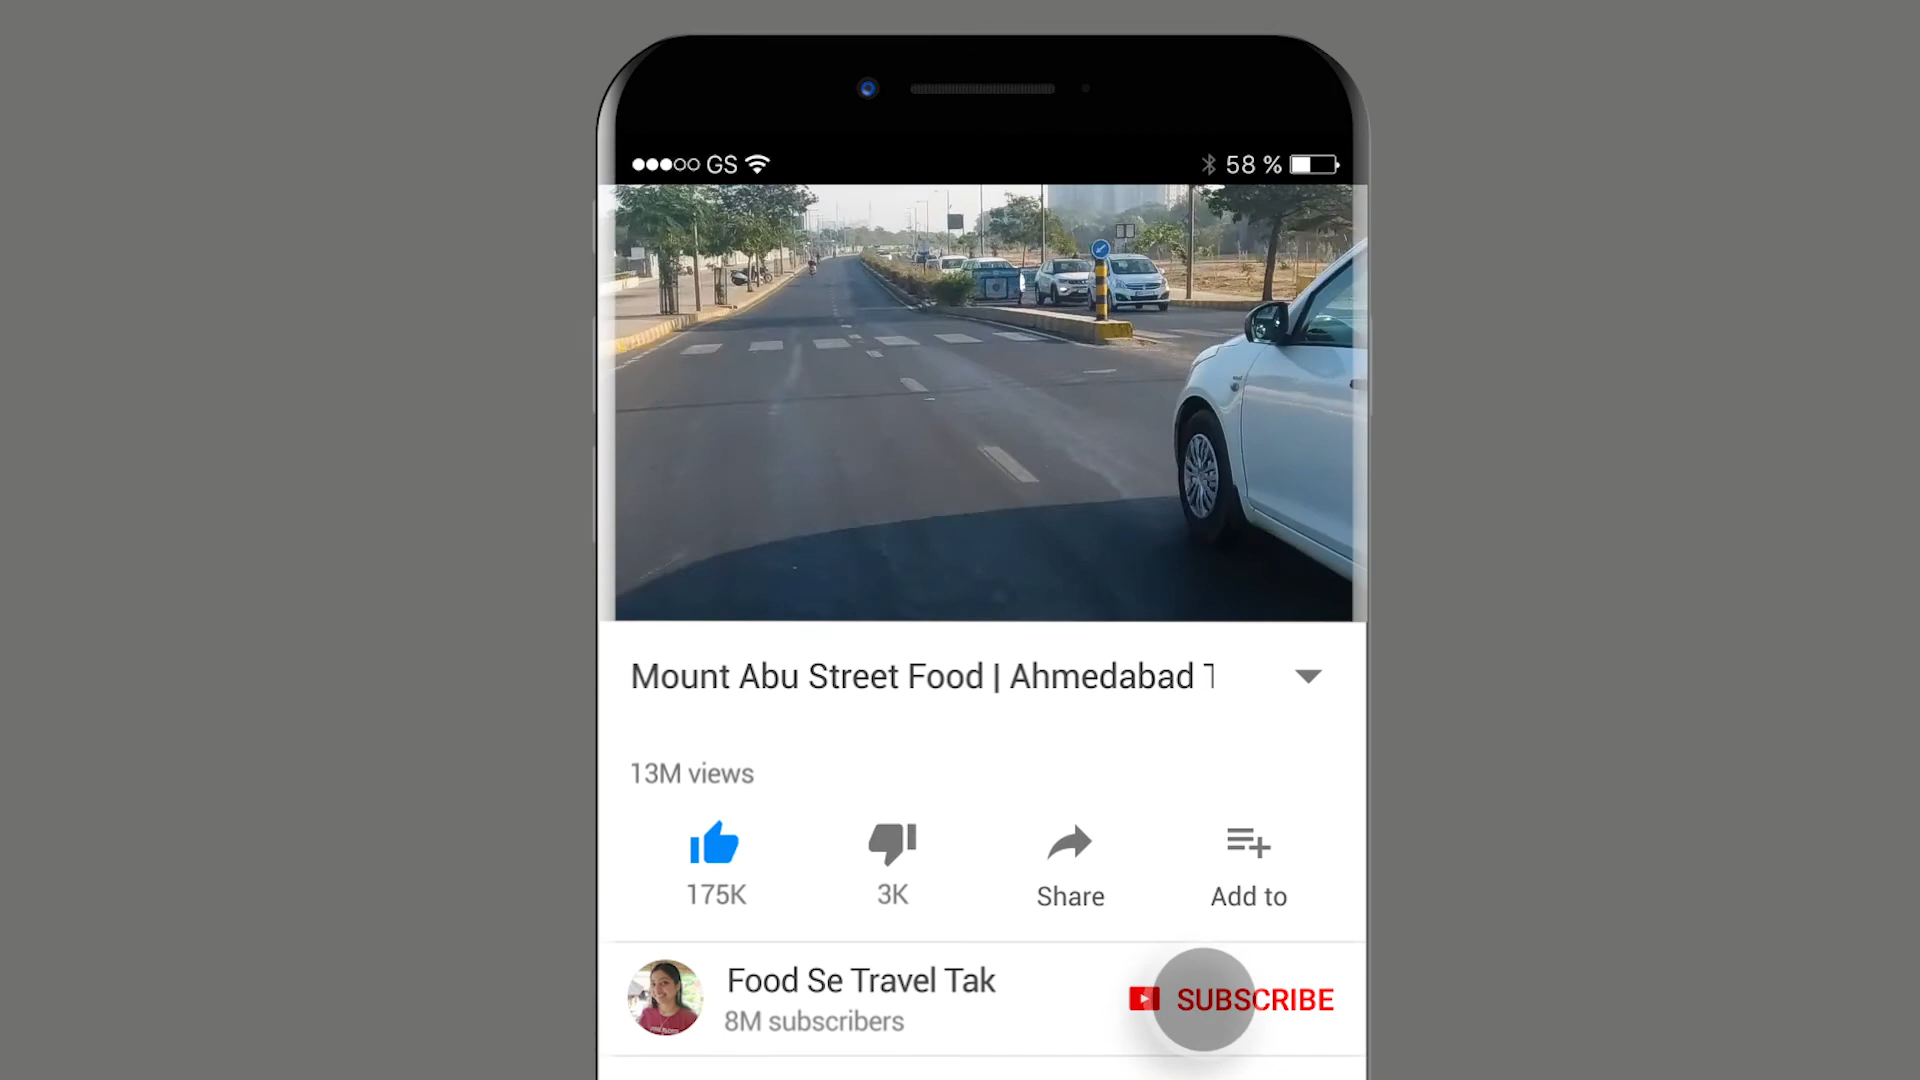 GS 58 %
Mount Abu Street Food | Ahmedabad T
13M views
175K 3K Share Add to
Food Se Travel Tak
8M subscribers
SUBSCRIBE